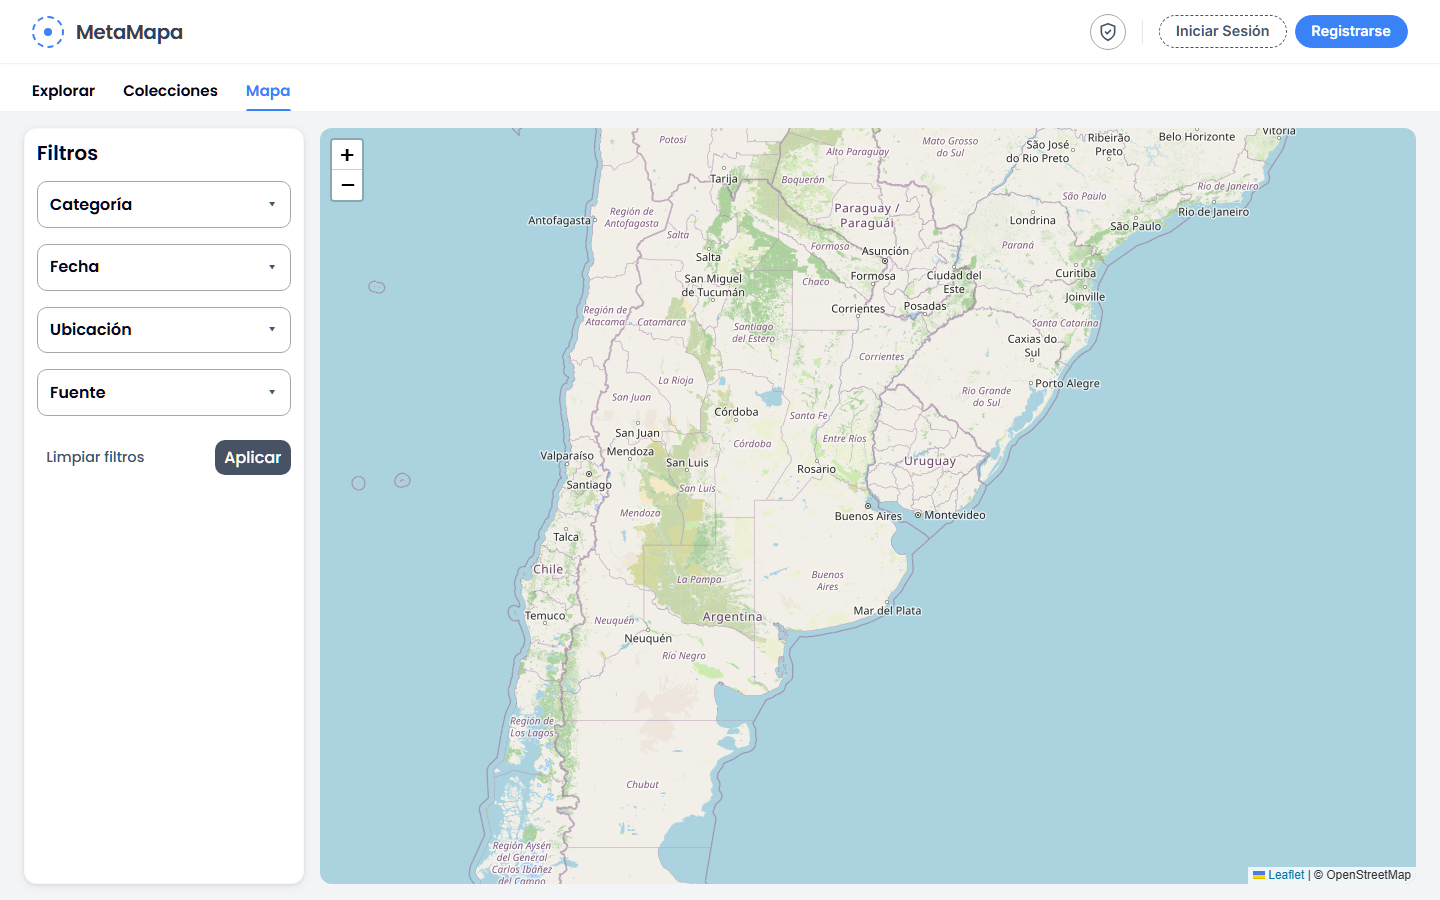 MetaMapa
Iniciar Sesión
Registrarse
Explorar
Colecciones
Mapa
Filtros
Categoría
Fecha
Ubicación
Fuente
Limpiar filtros
Aplicar
+
−
Potosí
Tarija
Boquerón
Alto Paraguay
Mato Grosso
do Sul
São José
do Rio Preto
Ribeirão
Preto
Belo Horizonte
Vitória
Antofagasta
Región de
Antofagasta
Salta
Salta
Paraguay /
Paraguái
Formosa
Asunción
Londrina
São Paulo
Rio de Janeiro
Rio de Janeiro
São Paulo
Paraná
San Miguel
de Tucumán
Chaco
Formosa
Ciudad del
Este
Curitiba
Joinville
Región de
Atacama
Catamarca
Santiago
del Estero
Corrientes
Posadas
Santa Catarina
Corrientes
Caxias do
Sul
La Rioja
San Juan
Rio Grande
do Sul
Porto Alegre
Córdoba
Santa Fe
San Juan
Córdoba
Entre Ríos
Valparaíso
Mendoza
San Luis
Rosario
Uruguay
Santiago
San Luis
Mendoza
Buenos Aires
Montevideo
Talca
Chile
La Pampa
Buenos
Aires
Temuco
Neuquén
Argentina
Mar del Plata
Neuquén
Río Negro
Región de
Los Lagos
Chubut
Región Aysén
del General
Carlos Ibáñez
del Campo
Leaflet | © OpenStreetMap